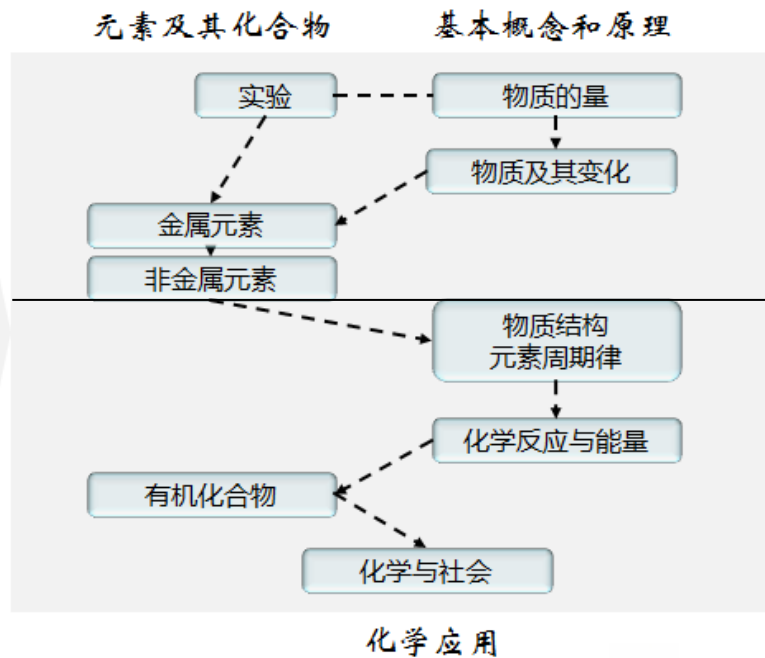 元素及其化合物
基本概念和原理
实验
物质的量
物质及其变化
金属元素
非金属元素
物质结构
元素周期律
化学反应与能量
有机化合物
化学与社会
化学应用